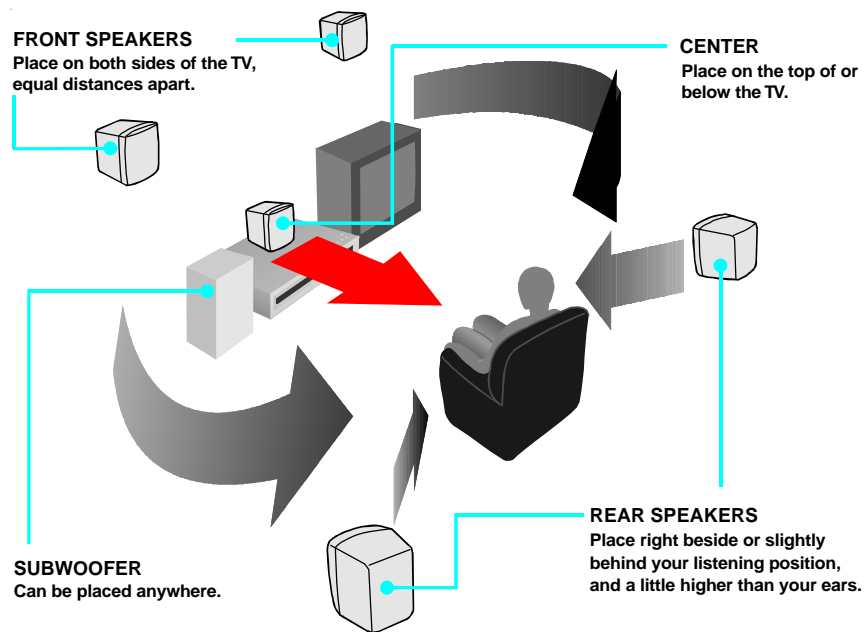 FRONT SPEAKERS
Place on both sides of the TV,
equal distances apart.
CENTER
Place on the top of or
below the TV.
SUBWOOFER
Can be placed anywhere.
REAR SPEAKERS
Place right beside or slightly
behind your listening position,
and a little higher than your ears.